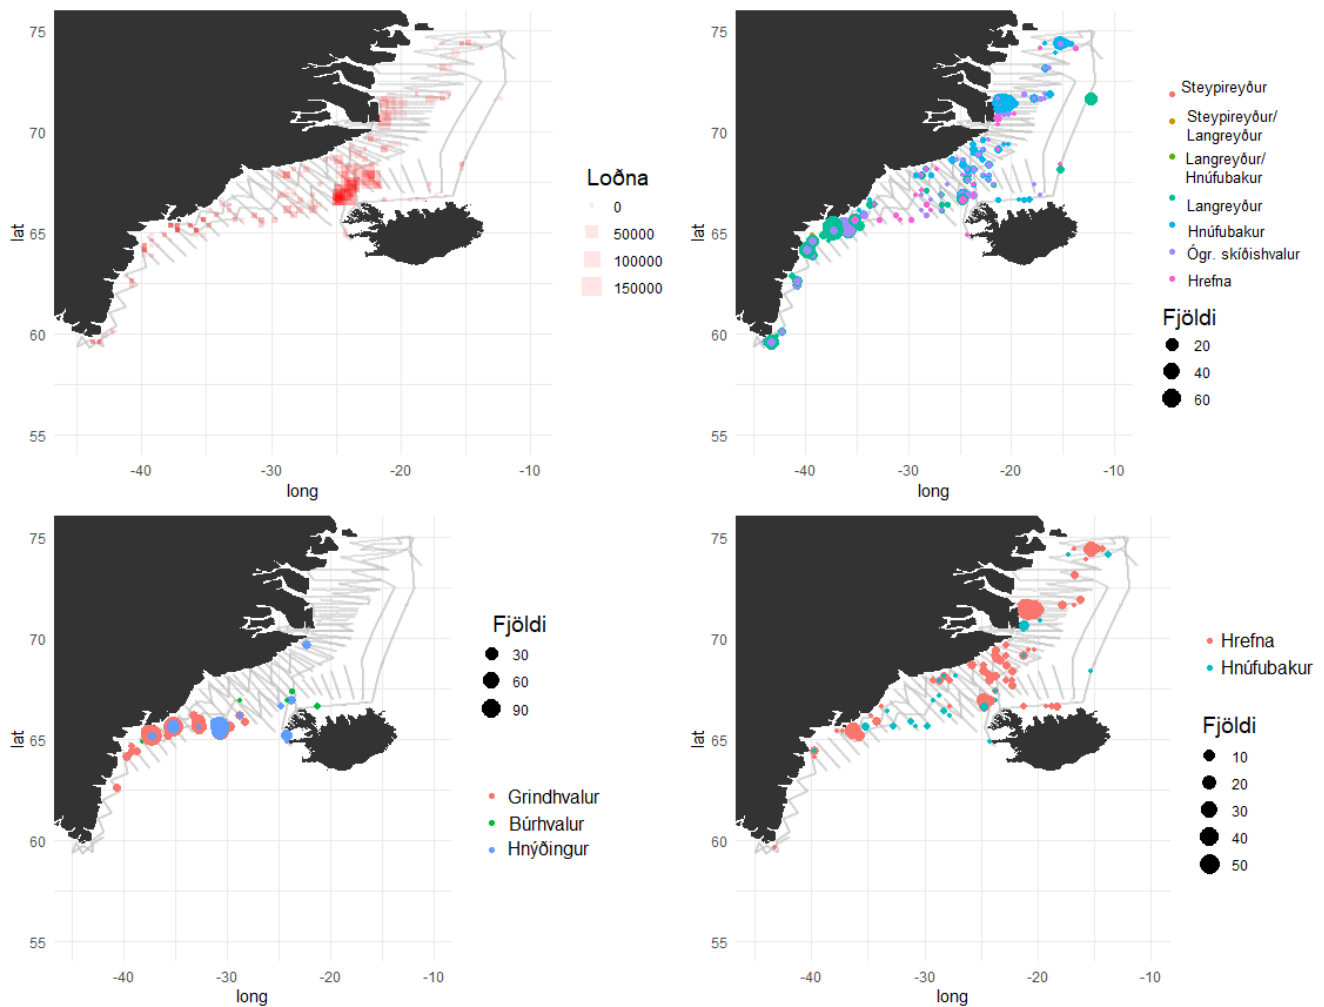 75
70
65
60
55
lat
-40
-30
-20
-10
long
Loðna
0
50000
100000
150000
75
70
65
60
55
lat
-40
-30
-20
-10
long
Steypireyður
Steypireyður/
Langreyður
Langreyður/
Hnúfubakur
Langreyður
Hnúfubakur
Ógr. skíðishvalur
Hrefna
Fjöldi
20
40
60
75
70
65
60
55
lat
-40
-30
-20
-10
long
Fjöldi
30
60
90
Grindhvalur
Búrhvalur
Hnýðingur
75
70
65
60
55
lat
-40
-30
-20
-10
long
Hrefna
Hnúfubakur
Fjöldi
10
20
30
40
50